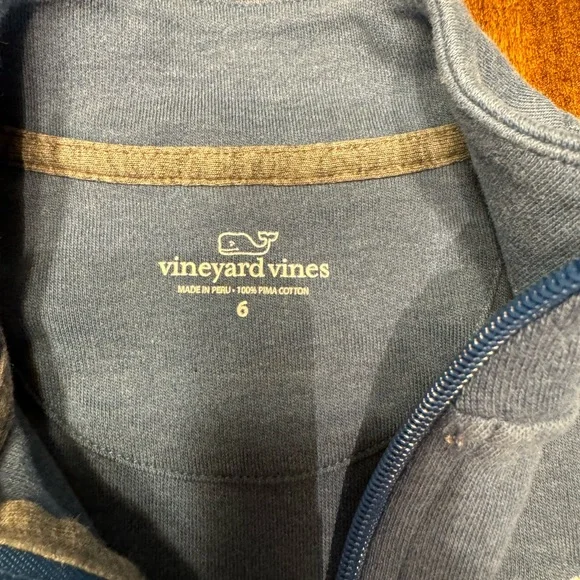 vineyard vines
MADE IN PERU • 100% PIMA COTTON
6